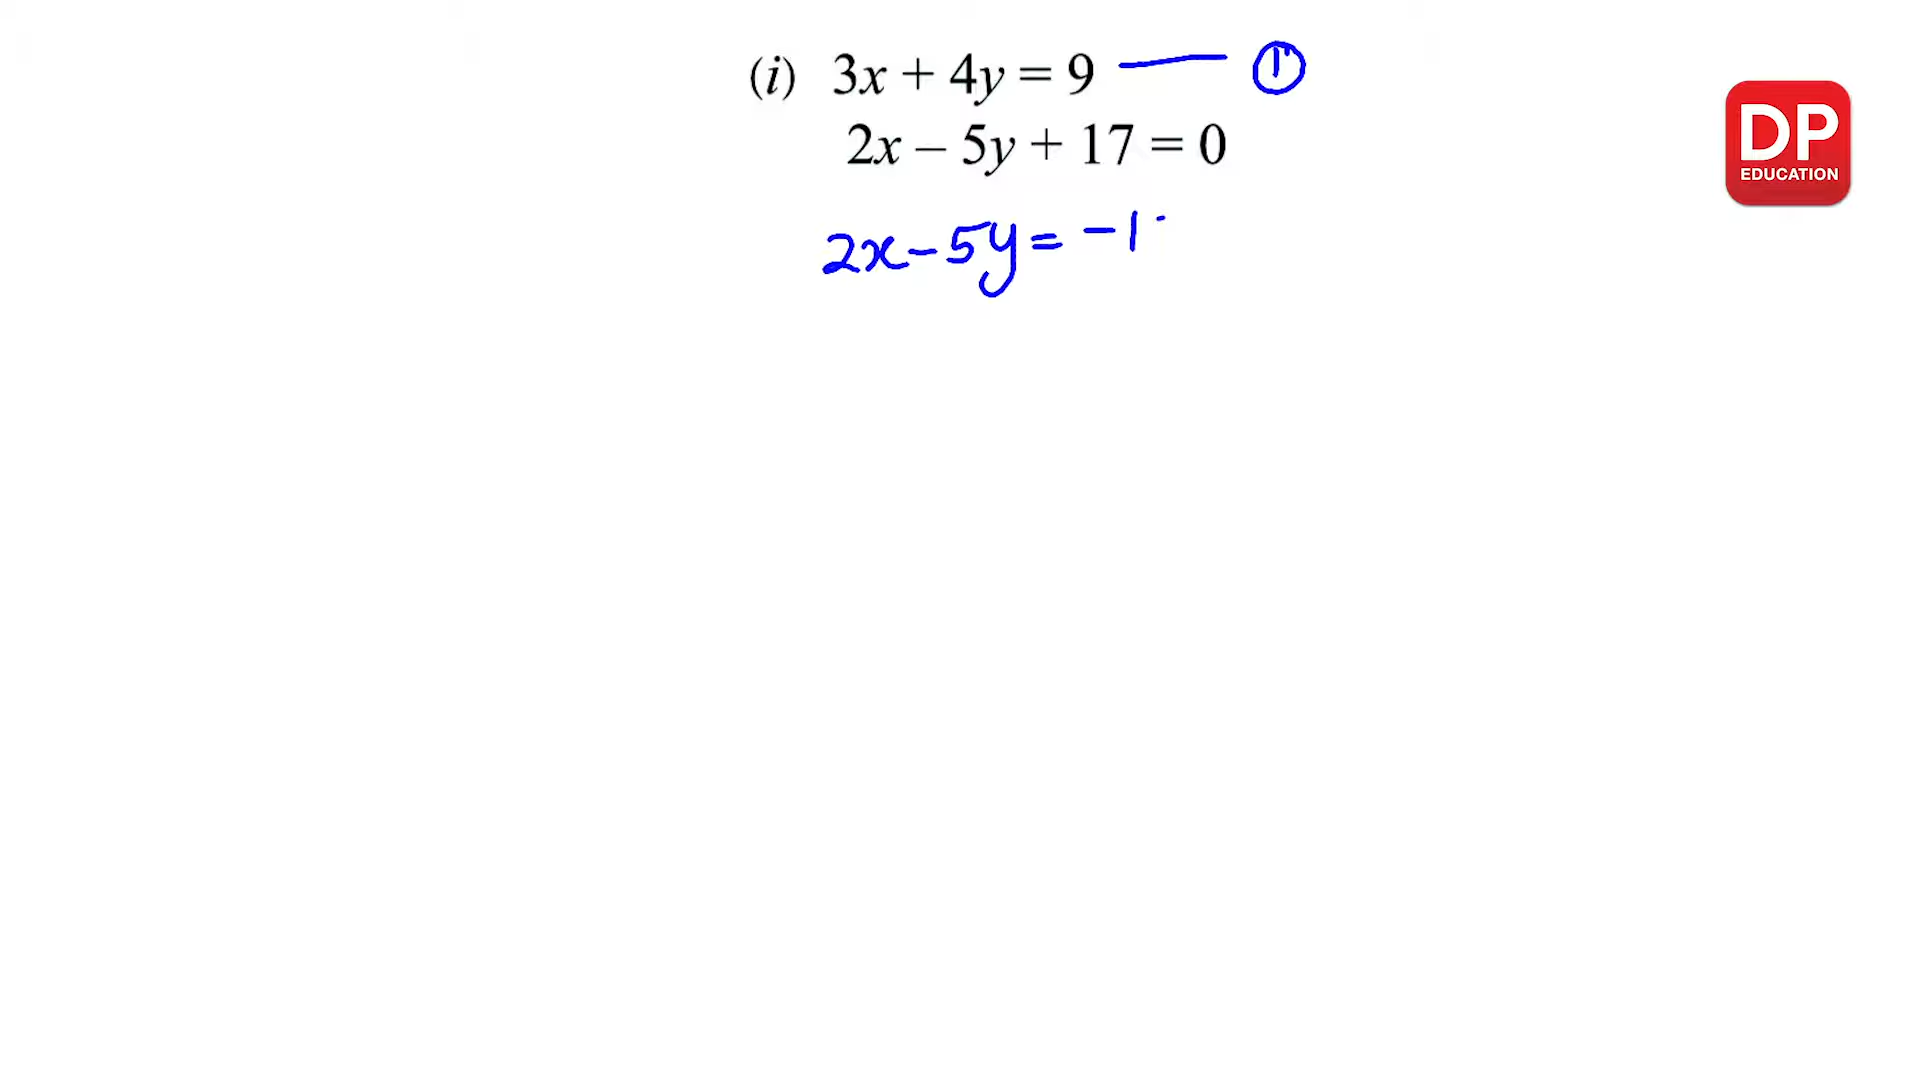 (i) 3x + 4y = 9 —— ①
2x – 5y + 17 = 0
2x – 5y = –1
DP
EDUCATION